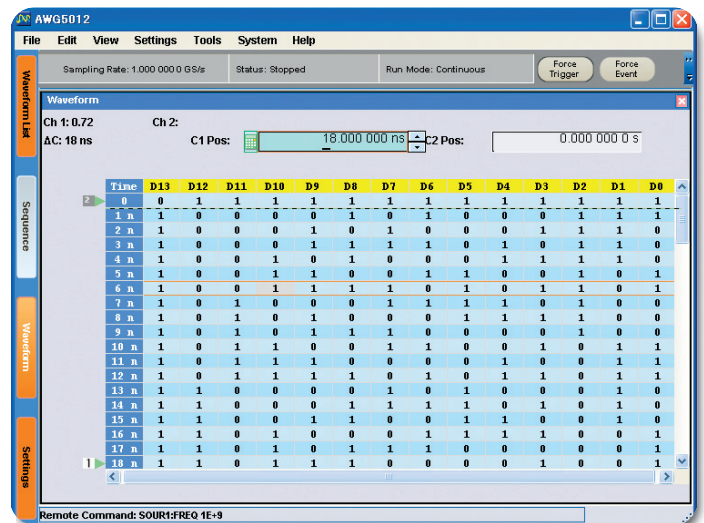 AWG5012
File Edit View Settings Tools System Help
Sampling Rate: 1.000 000 0 GS/s Status: Stopped Run Mode: Continuous Force Trigger Force Event
Waveform List
Sequence
Waveform
Settings
Waveform
Ch 1: 0.72 Ch 2:
ΔC: 18 ns C1 Pos: 18.000 000 ns C2 Pos: 0.000 000 0 s
Time D13 D12 D11 D10 D9 D8 D7 D6 D5 D4 D3 D2 D1 D0
2 0 0 1 1 1 1 1 1 1 1 1 1 1 1 1
1 n 1 0 0 0 0 1 0 1 0 0 0 1 1 1
2 n 1 0 0 0 1 0 1 0 0 0 1 1 1 0
3 n 1 0 0 0 1 1 1 1 0 1 0 1 1 0
4 n 1 0 0 1 0 1 0 0 0 1 1 1 1 0
5 n 1 0 0 1 1 0 0 1 1 0 0 1 0 1
6 n 1 0 0 1 1 1 1 0 1 0 1 1 0 1
7 n 1 0 1 0 0 0 1 1 1 1 0 1 0 0
8 n 1 0 1 0 1 0 0 0 1 1 1 1 0 0
9 n 1 0 1 0 1 1 1 0 0 0 0 1 0 0
10 n 1 0 1 1 0 0 1 1 0 0 1 0 1 1
11 n 1 0 1 1 1 0 0 0 0 1 0 0 1 1
12 n 1 0 1 1 1 1 0 1 0 1 1 0 1 1
13 n 1 1 0 0 0 0 1 0 1 0 0 0 1 0
14 n 1 1 0 0 0 1 1 1 1 0 1 0 1 0
15 n 1 1 0 0 1 1 0 0 1 1 0 0 1 0
16 n 1 1 0 1 0 0 0 1 1 1 1 0 0 1
17 n 1 1 0 1 0 1 1 1 0 0 0 0 0 1
1 18 n 1 1 0 1 1 1 0 0 0 0 1 0 0 1
Remote Command: SOUR1:FREQ 1E+9